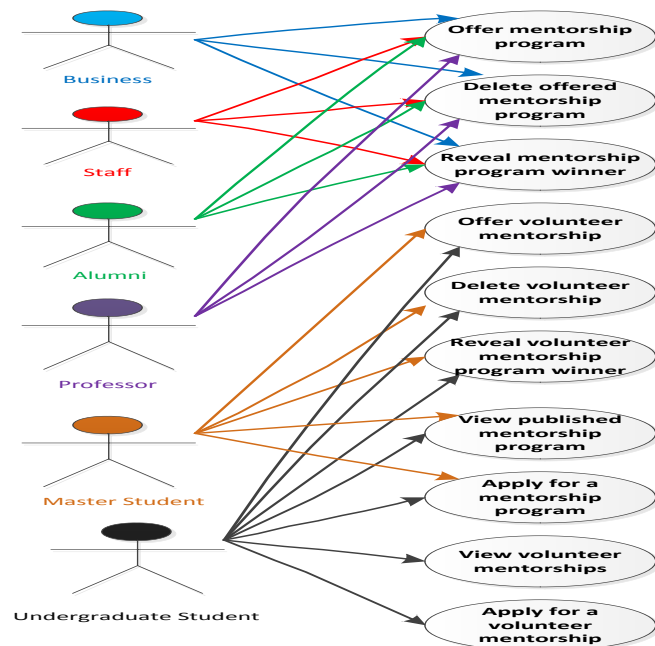 Business
Staff
Alumni
Professor
Master Student
Undergraduate Student
Offer mentorship
program
Delete offered
mentorship
program
Reveal mentorship
program winner
Offer volunteer
mentorship
Delete volunteer
mentorship
Reveal volunteer
mentorship
program winner
View published
mentorship
program
Apply for a
mentorship
program
View volunteer
mentorships
Apply for a
volunteer
mentorship